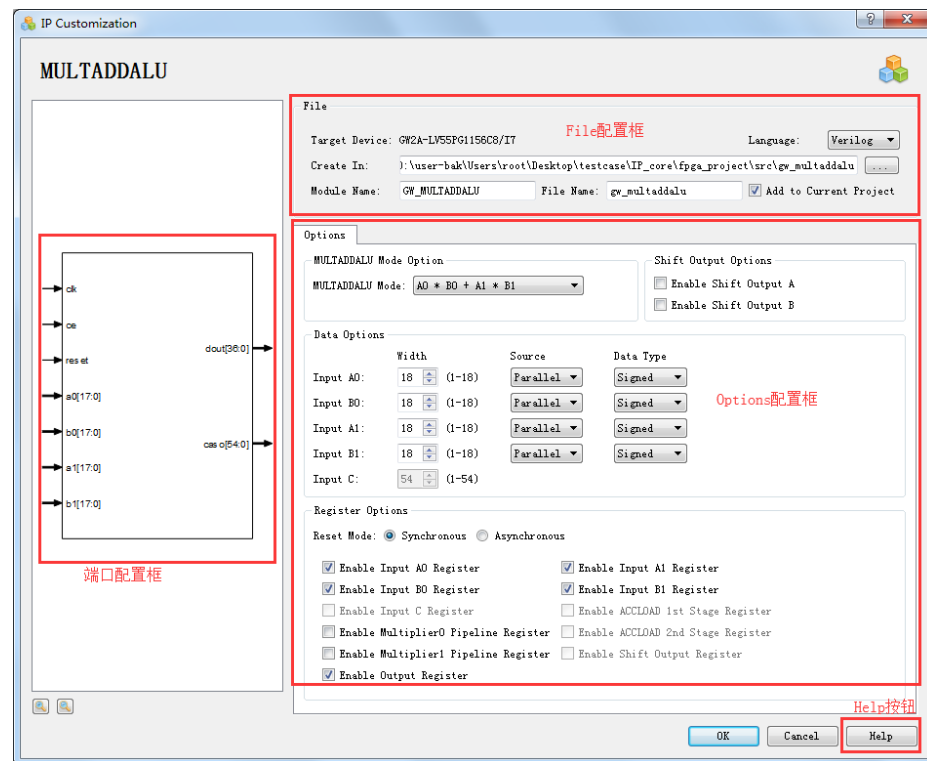 IP Customization
MULTADDALU
File
Target Device: GW2A-LV55PG1156C8/I7
File配置框
Language: Verilog
Create In: ):\user-bak\Users\root\Desktop\testcase\IP_core\fpga_project\src\gw_multaddalu ...
Module Name: GW_MULTADDALU File Name: gw_multaddalu Add to Current Project
Options
MULTADDALU Mode Option
MULTADDALU Mode: A0 * B0 + A1 * B1
Shift Output Options
Enable Shift Output A
Enable Shift Output B
Data Options
Width Source Data Type
Input A0: 18 (1-18) Parallel Signed
Input B0: 18 (1-18) Parallel Signed
Input A1: 18 (1-18) Parallel Signed
Input B1: 18 (1-18) Parallel Signed
Input C: 54 (1-54)
Options配置框
Register Options
Reset Mode: Synchronous Asynchronous
Enable Input A0 Register Enable Input A1 Register
Enable Input B0 Register Enable Input B1 Register
Enable Input C Register Enable ACCLOAD 1st Stage Register
Enable Multiplier0 Pipeline Register Enable ACCLOAD 2nd Stage Register
Enable Multiplier1 Pipeline Register Enable Shift Output Register
Enable Output Register
clk
ce
reset
a0[17:0]
b0[17:0]
a1[17:0]
b1[17:0]
dout[36:0]
caso[54:0]
端口配置框
Help按钮
OK Cancel Help